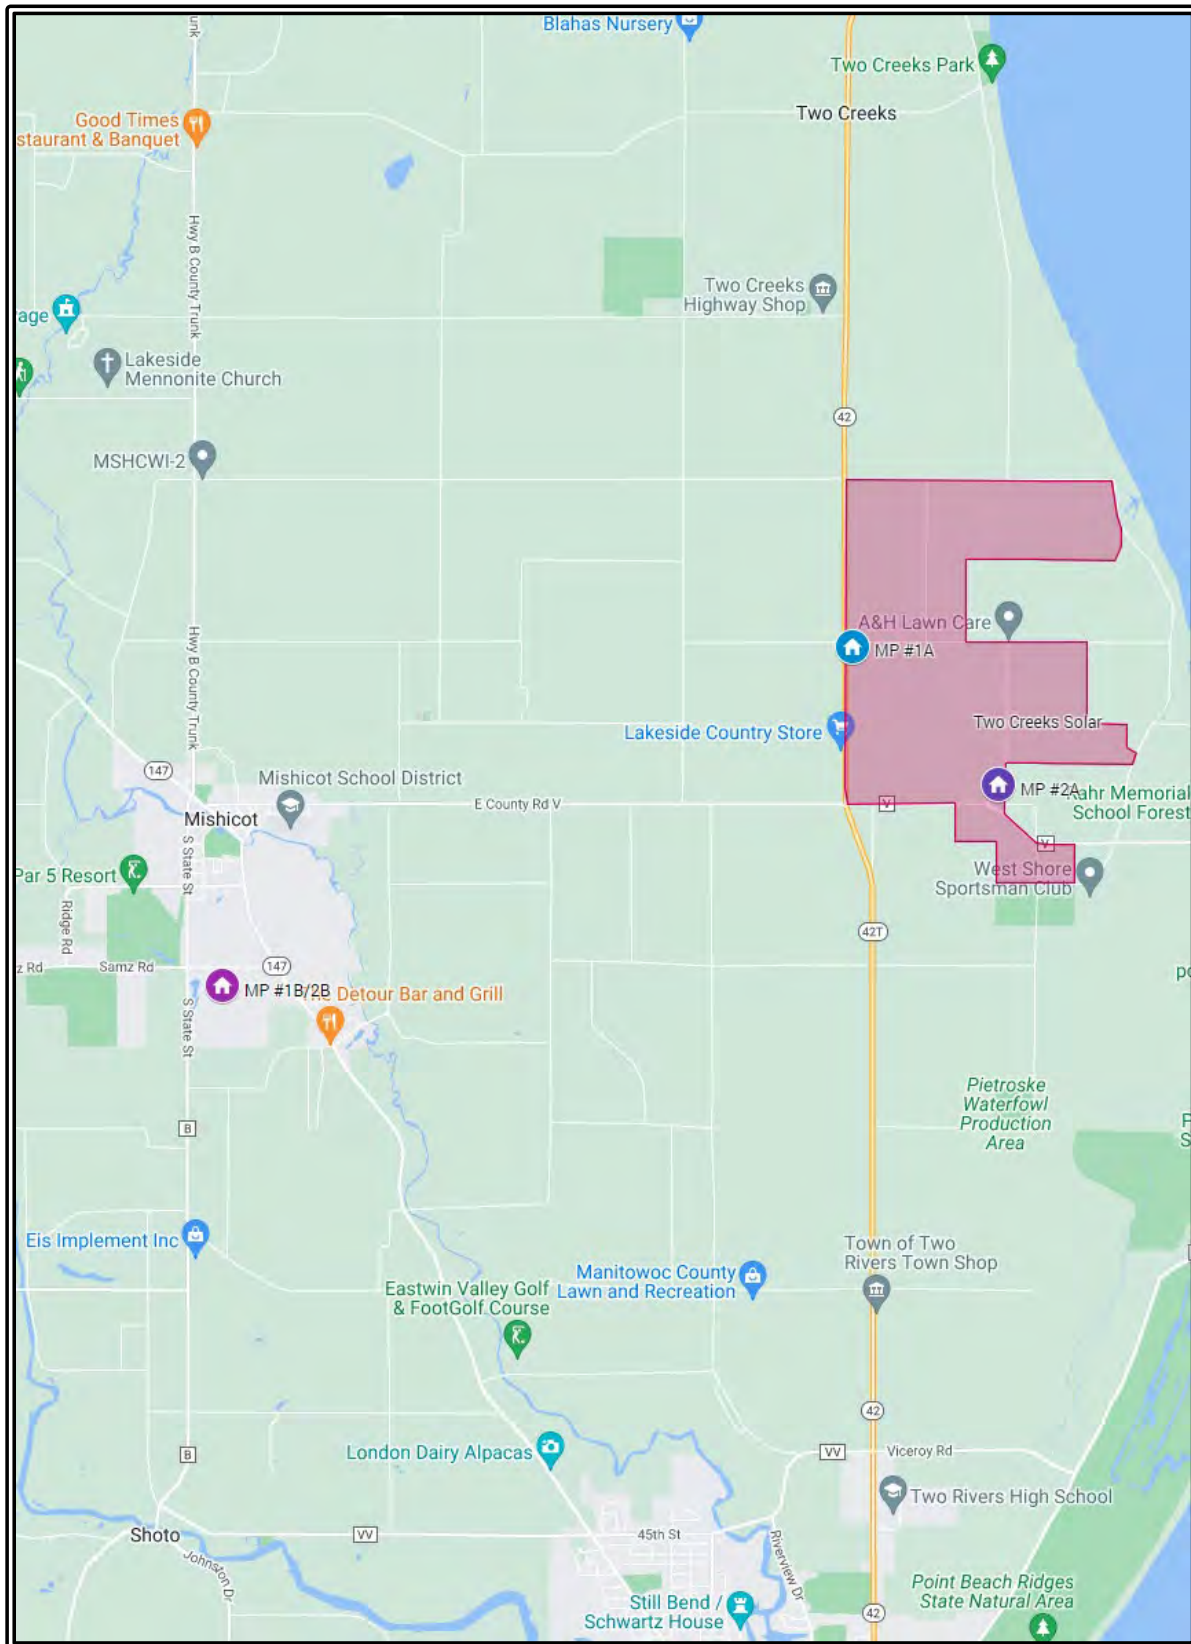 unk
Blahas Nursery
Two Creeks Park
Good Times
staurant & Banquet
Two Creeks
Hwy B County Trunk
Two Creeks
Highway Shop
rage
Lakeside
Mennonite Church
42
MSHCWI-2
A&H Lawn Care
MP #1A
Hwy B County Trunk
Two Creeks Solar
Lakeside Country Store
147
Mishicot School District
MP #2A
E County Rd V
V
Rahr Memorial
School Forest
Mishicot
V
S State St
Par 5 Resort
West Shore
Sportsman Club
Ridge Rd
42T
z Rd
Samz Rd
147
po
MP #1B/2B
The Detour Bar and Grill
S State St
Pietroske
Waterfowl
Production
Area
P
S
B
Eis Implement Inc
Town of Two
Rivers Town Shop
Manitowoc County
Lawn and Recreation
Eastwin Valley Golf
& FootGolf Course
42
B
London Dairy Alpacas
VV
Viceroy Rd
Two Rivers High School
Shoto
VV
45th St
Johnston Dr
Riverview Dr
Still Bend /
Schwartz House
Point Beach Ridges
State Natural Area
42